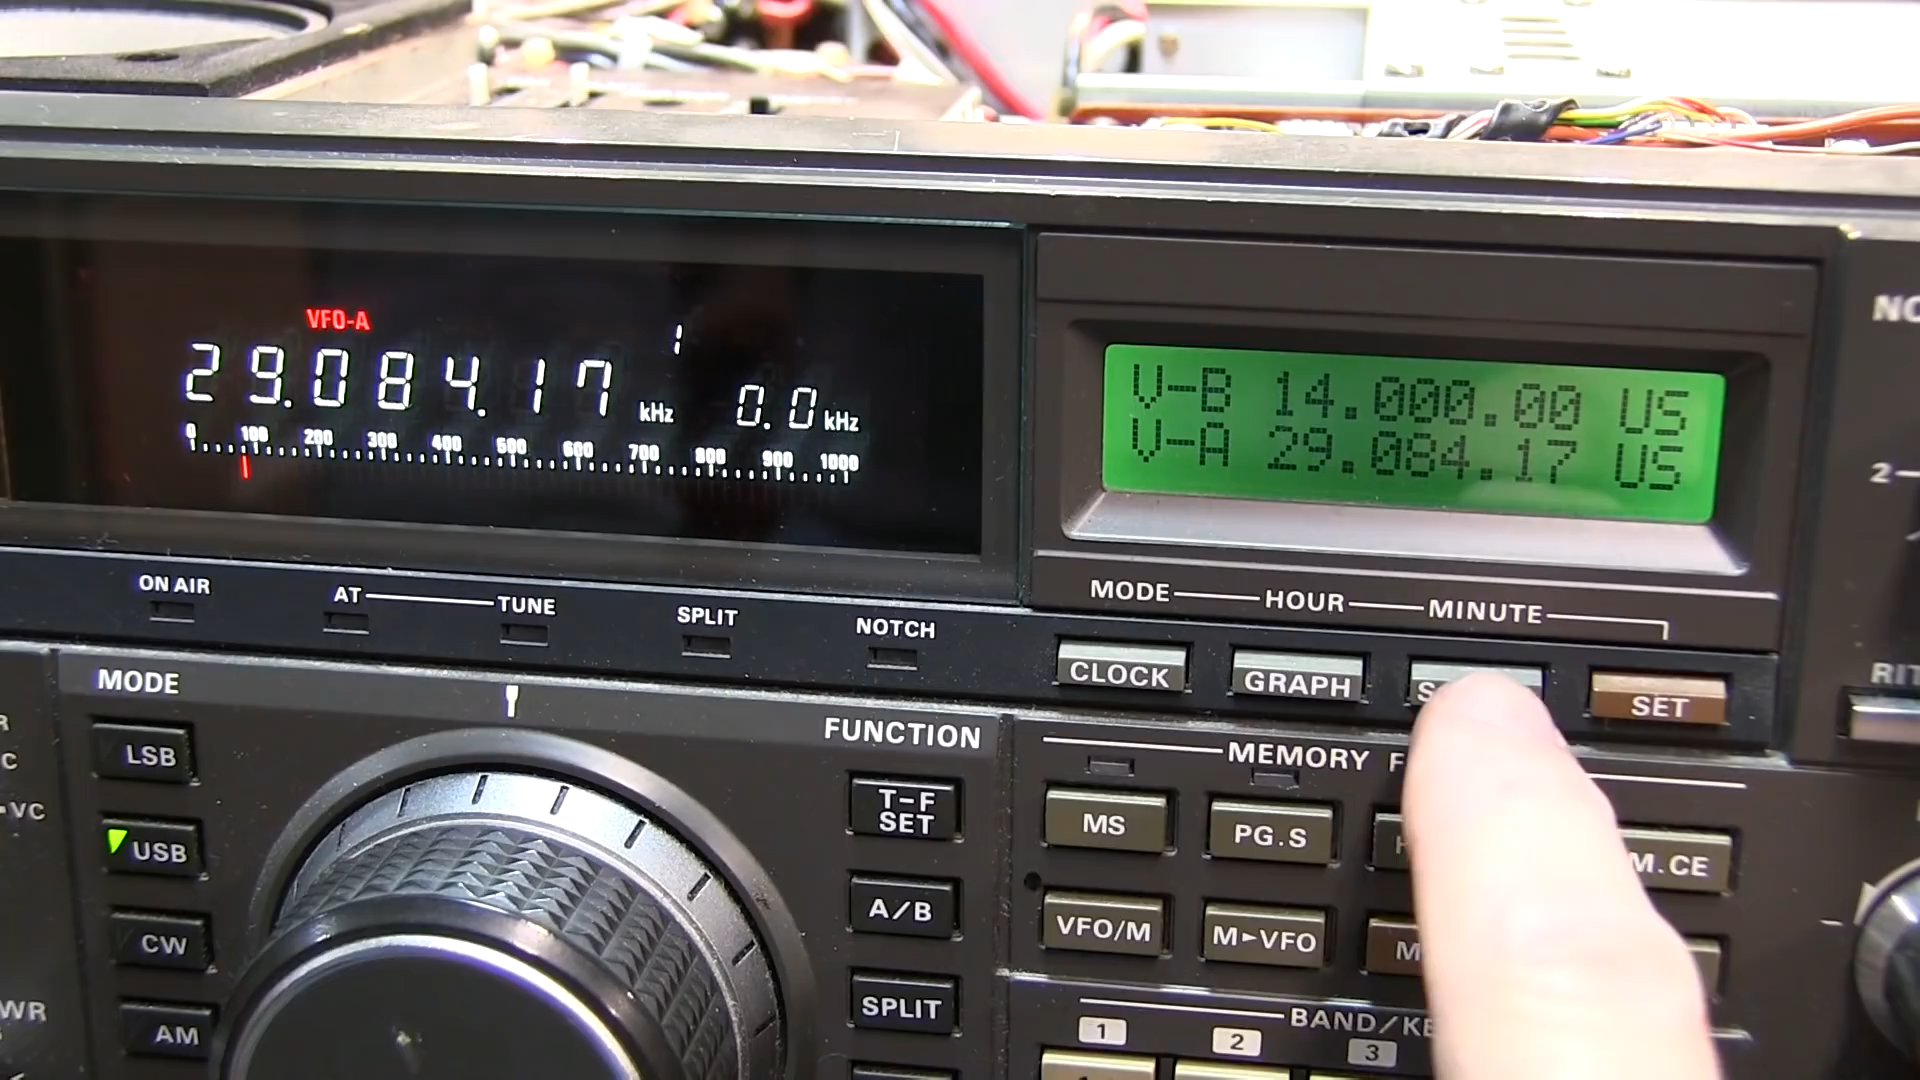 VFO-A
1
29.084.17 kHz 0.0 kHz
0 100 200 300 400 500 600 700 800 900 1000
V-B 14.000.00 US
V-A 29.084.17 US
ON AIR
AT
TUNE
SPLIT
NOTCH
MODE HOUR MINUTE
CLOCK
GRAPH
SET
MODE
LSB
USB
CW
AM
FUNCTION
T-F
SET
A/B
SPLIT
MEMORY
MS
PG.S
M.CE
VFO/M
M►VFO
1
2
3
VC
2
RIT